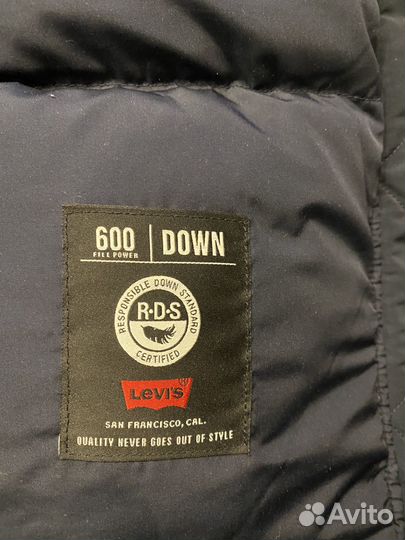 600 | DOWN
FILL POWER
RESPONSIBLE DOWN STANDARD
R·D·S
CERTIFIED
LEVI'S®
SAN FRANCISCO, CAL.
QUALITY NEVER GOES OUT OF STYLE
Avito